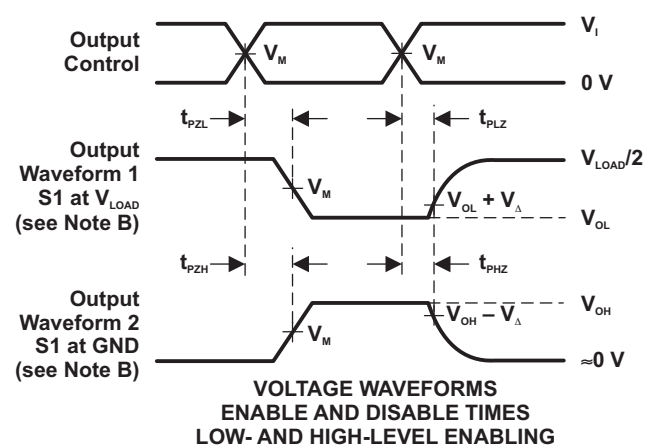 Output
Control
V_M
V_M
V_I
0 V
t_PZL
t_PLZ
Output
Waveform 1
S1 at V_LOAD
(see Note B)
V_M
V_LOAD/2
V_OL + V_Δ
V_OL
t_PZH
t_PHZ
Output
Waveform 2
S1 at GND
(see Note B)
V_M
V_OH
V_OH – V_Δ
≈0 V
VOLTAGE WAVEFORMS
ENABLE AND DISABLE TIMES
LOW- AND HIGH-LEVEL ENABLING